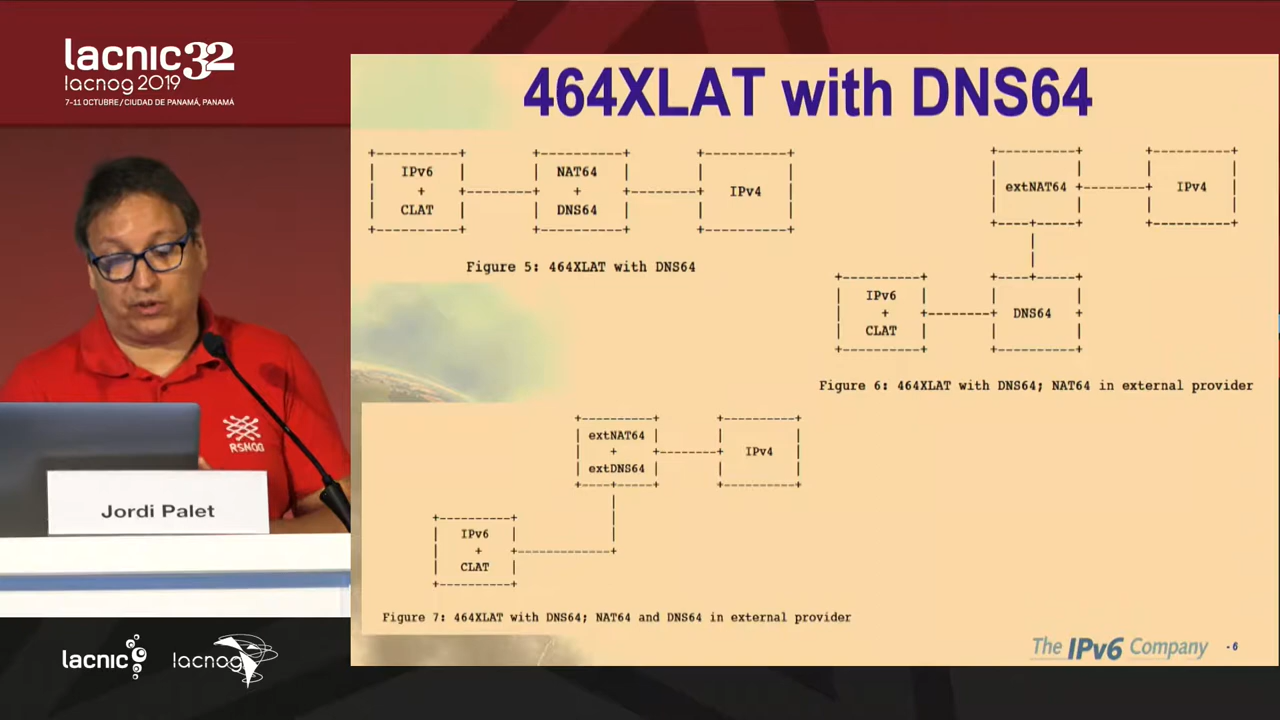 lacnic32
lacnog 2019
7-11 OCTUBRE / CIUDAD DE PANAMÁ, PANAMÁ
464XLAT with DNS64
IPv6
+
CLAT
NAT64
+
DNS64
IPv4
Figure 5: 464XLAT with DNS64
extNAT64
IPv4
IPv6
+
CLAT
DNS64
Figure 6: 464XLAT with DNS64; NAT64 in external provider
extNAT64
+
extDNS64
IPv4
IPv6
+
CLAT
Figure 7: 464XLAT with DNS64; NAT64 and DNS64 in external provider
RSNOG
Jordi Palet
lacnic
lacnog
The IPv6 Company
- 6